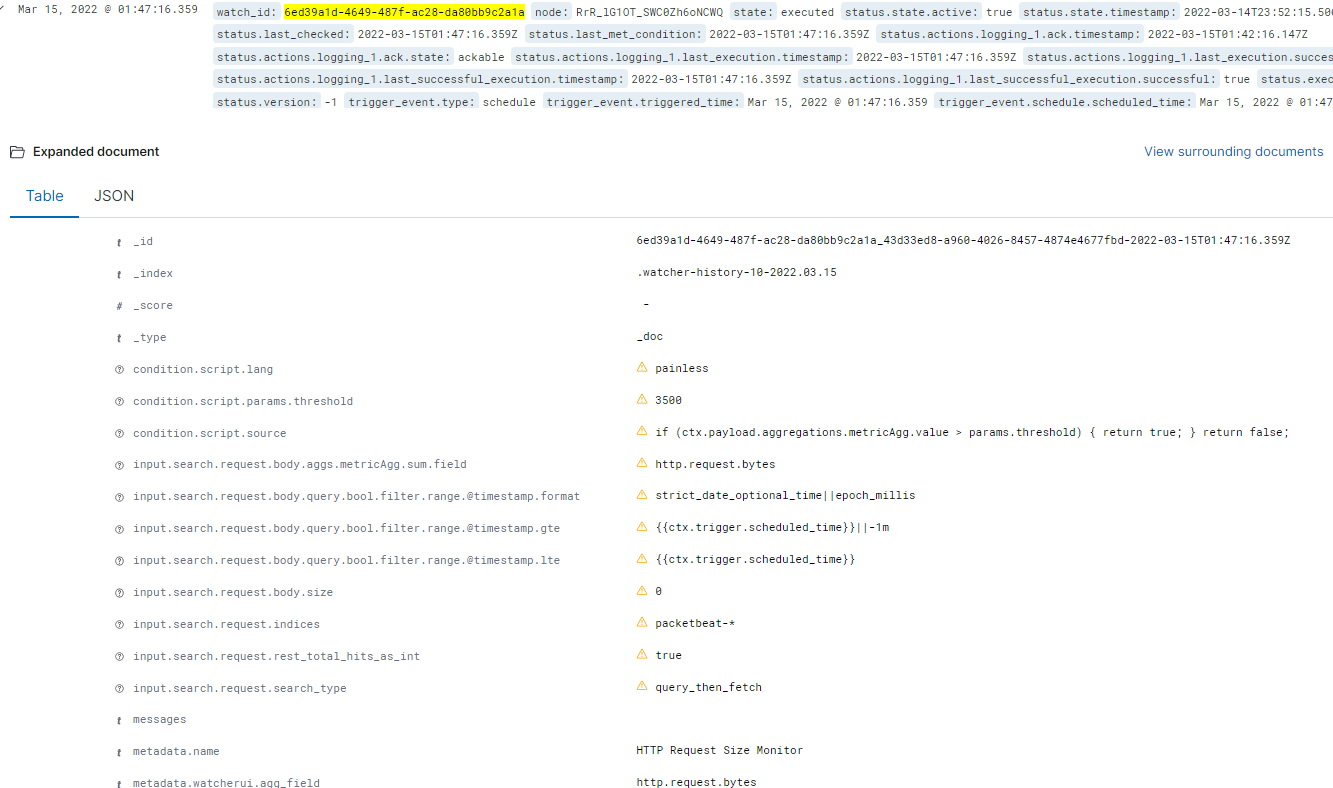 Mar 15, 2022 @ 01:47:16.359 watch_id: 6ed39a1d-4649-487f-ac28-da80bb9c2a1a node: RrR_lG1OT_SWC0Zh6oNCWQ state: executed status.state.active: true status.state.timestamp: 2022-03-14T23:52:15.50
status.last_checked: 2022-03-15T01:47:16.359Z status.last_met_condition: 2022-03-15T01:47:16.359Z status.actions.logging_1.ack.timestamp: 2022-03-15T01:42:16.147Z
status.actions.logging_1.ack.state: ackable status.actions.logging_1.last_execution.timestamp: 2022-03-15T01:47:16.359Z status.actions.logging_1.last_execution.succes
status.actions.logging_1.last_successful_execution.timestamp: 2022-03-15T01:47:16.359Z status.actions.logging_1.last_successful_execution.successful: true status.exec
status.version: -1 trigger_event.type: schedule trigger_event.triggered_time: Mar 15, 2022 @ 01:47:16.359 trigger_event.schedule.scheduled_time: Mar 15, 2022 @ 01:47
Expanded document View surrounding documents
Table JSON
t _id 6ed39a1d-4649-487f-ac28-da80bb9c2a1a_43d33ed8-a960-4026-8457-4874e4677fbd-2022-03-15T01:47:16.359Z
t _index .watcher-history-10-2022.03.15
# _score -
t _type _doc
condition.script.lang painless
condition.script.params.threshold 3500
condition.script.source if (ctx.payload.aggregations.metricAgg.value > params.threshold) { return true; } return false;
input.search.request.body.aggs.metricAgg.sum.field http.request.bytes
input.search.request.body.query.bool.filter.range.@timestamp.format strict_date_optional_time||epoch_millis
input.search.request.body.query.bool.filter.range.@timestamp.gte {{ctx.trigger.scheduled_time}}||-1m
input.search.request.body.query.bool.filter.range.@timestamp.lte {{ctx.trigger.scheduled_time}}
input.search.request.body.size 0
input.search.request.indices packetbeat-*
input.search.request.rest_total_hits_as_int true
input.search.request.search_type query_then_fetch
t messages
t metadata.name HTTP Request Size Monitor
t metadata.watcherui.agg_field http.request.bytes